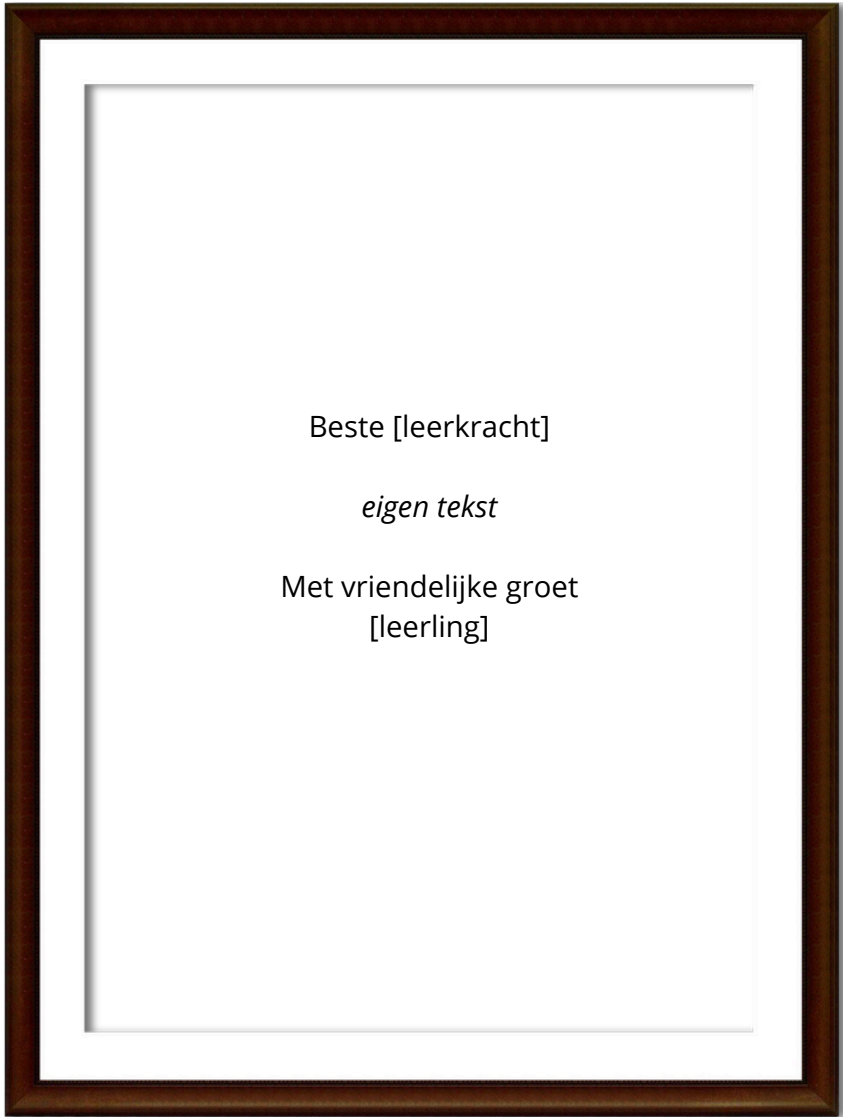 Beste [leerkracht]
eigen tekst
Met vriendelijke groet
[leerling]